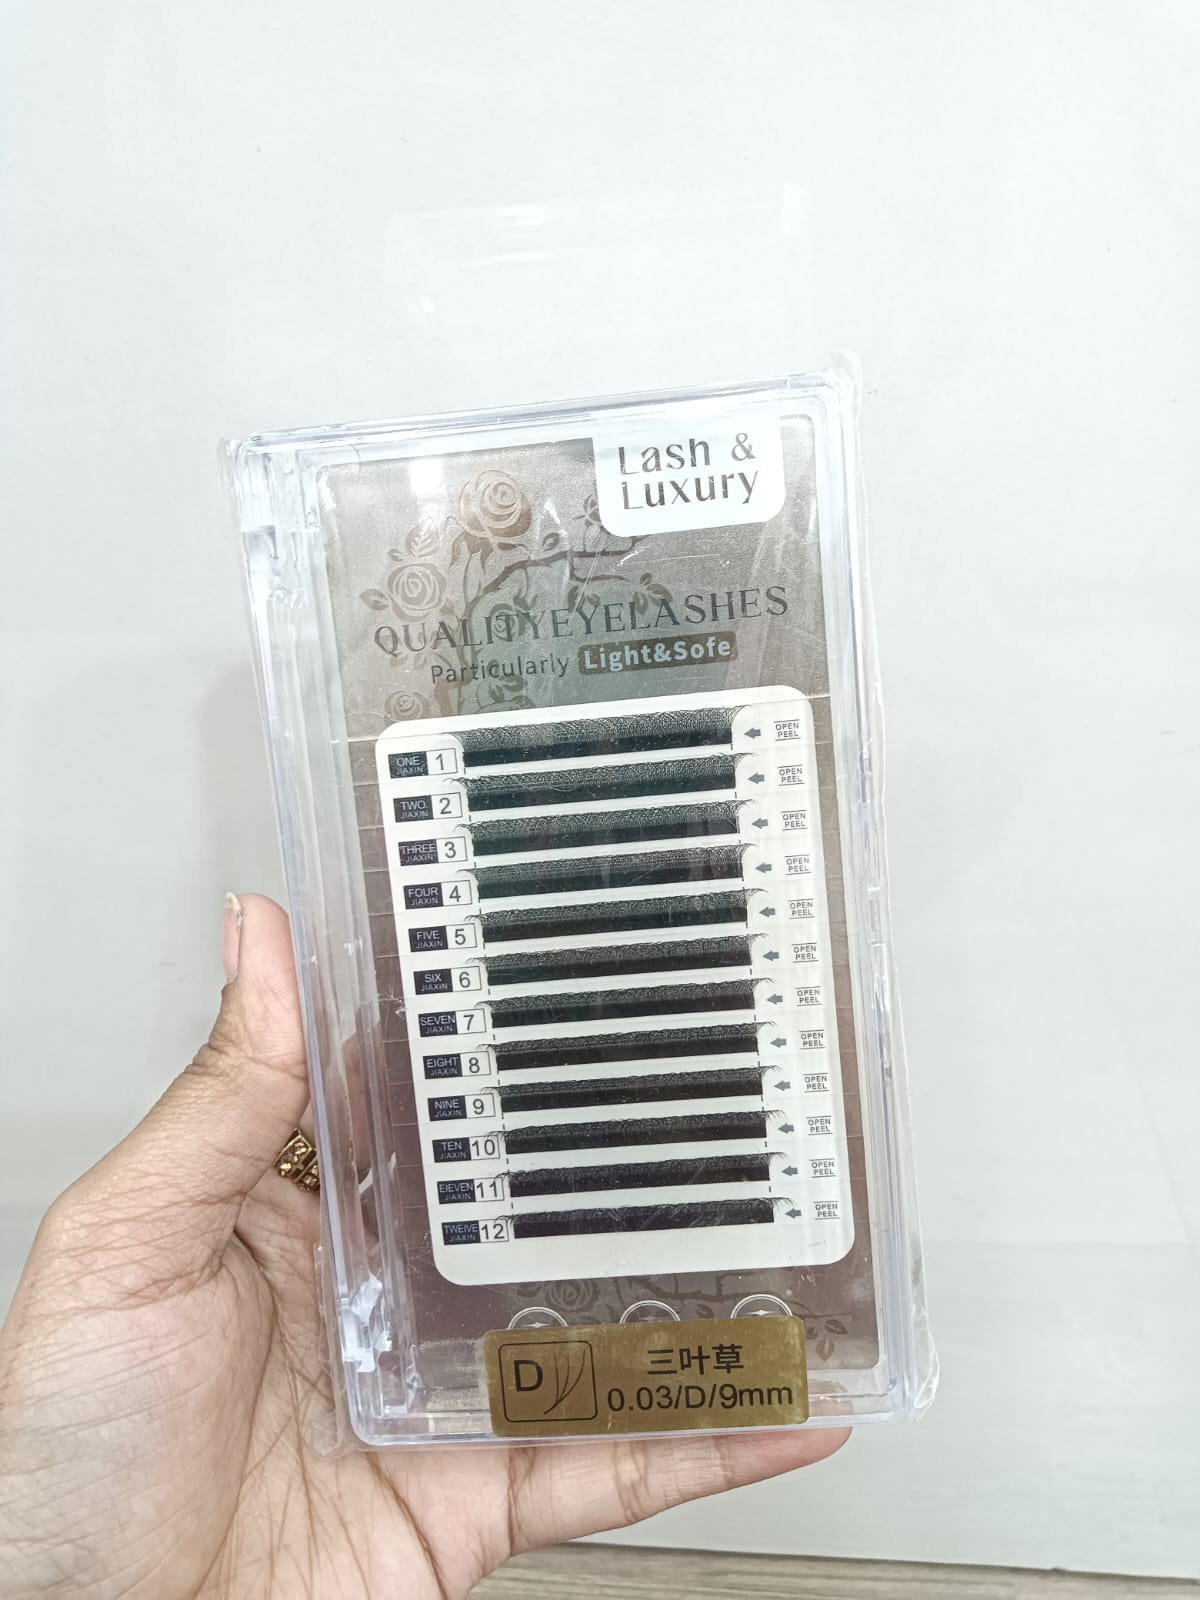 Lash &
Luxury
QUALITYEYELASHES
Particularly Light&Sofe
ONE JIAXIN 1 OPEN PEEL
TWO JIAXIN 2 OPEN PEEL
THREE JIAXIN 3 OPEN PEEL
FOUR JIAXIN 4 OPEN PEEL
FIVE JIAXIN 5 OPEN PEEL
SIX JIAXIN 6 OPEN PEEL
SEVEN JIAXIN 7 OPEN PEEL
EIGHT JIAXIN 8 OPEN PEEL
NINE JIAXIN 9 OPEN PEEL
TEN JIAXIN 10 OPEN PEEL
EIEVEN JIAXIN 11 OPEN PEEL
TWEIVE JIAXIN 12 OPEN PEEL
D 三叶草
0.03/D/9mm